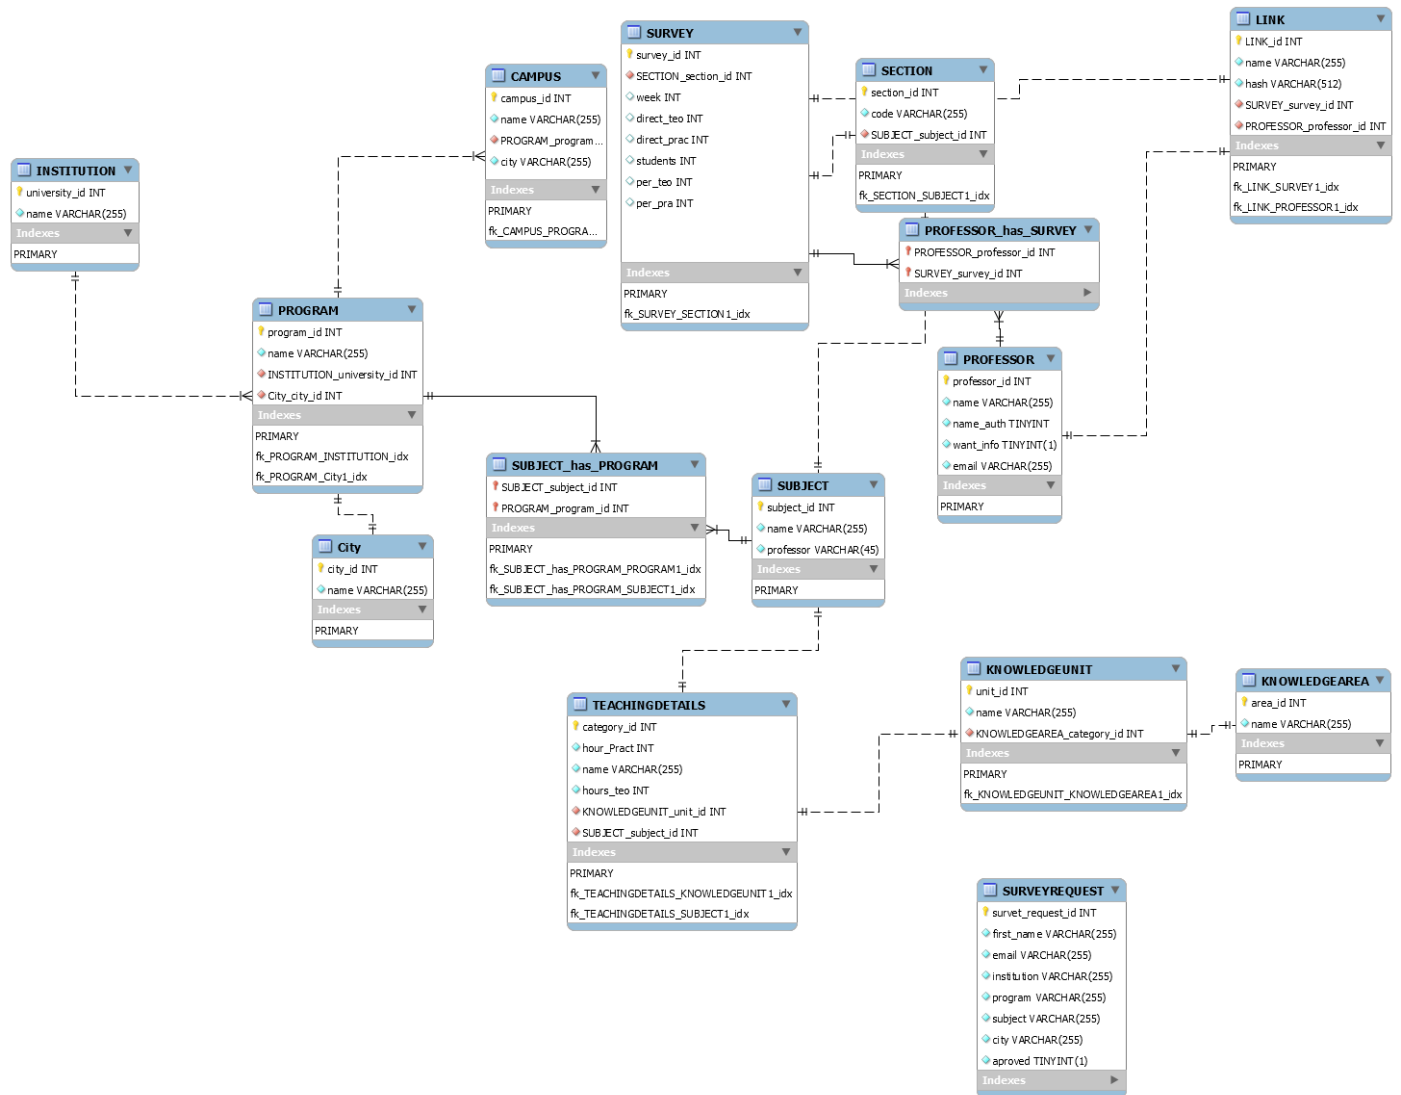 INSTITUTION
university_id INT
name VARCHAR(255)
Indexes
PRIMARY
CAMPUS
campus_id INT
name VARCHAR(255)
PROGRAM_program...
city VARCHAR(255)
Indexes
PRIMARY
fk_CAMPUS_PROGRA...
SURVEY
survey_id INT
SECTION_section_id INT
week INT
direct_teo INT
direct_prac INT
students INT
per_teo INT
per_pra INT
Indexes
PRIMARY
fk_SURVEY_SECTION1_idx
SECTION
section_id INT
code VARCHAR(255)
SUBJECT_subject_id INT
Indexes
PRIMARY
fk_SECTION_SUBJECT1_idx
LINK
LINK_id INT
name VARCHAR(255)
hash VARCHAR(512)
SURVEY_survey_id INT
PROFESSOR_professor_id INT
Indexes
PRIMARY
fk_LINK_SURVEY1_idx
fk_LINK_PROFESSOR1_idx
PROFESSOR_has_SURVEY
PROFESSOR_professor_id INT
SURVEY_survey_id INT
Indexes
PROGRAM
program_id INT
name VARCHAR(255)
INSTITUTION_university_id INT
City_city_id INT
Indexes
PRIMARY
fk_PROGRAM_INSTITUTION_idx
fk_PROGRAM_City1_idx
PROFESSOR
professor_id INT
name VARCHAR(255)
name_auth TINYINT
want_info TINYINT(1)
email VARCHAR(255)
Indexes
PRIMARY
SUBJECT_has_PROGRAM
SUBJECT_subject_id INT
PROGRAM_program_id INT
Indexes
PRIMARY
fk_SUBJECT_has_PROGRAM_PROGRAM1_idx
fk_SUBJECT_has_PROGRAM_SUBJECT1_idx
SUBJECT
subject_id INT
name VARCHAR(255)
professor VARCHAR(45)
Indexes
PRIMARY
City
city_id INT
name VARCHAR(255)
Indexes
PRIMARY
TEACHINGDETAILS
category_id INT
hour_Pract INT
name VARCHAR(255)
hours_teo INT
KNOWLEDGEUNIT_unit_id INT
SUBJECT_subject_id INT
Indexes
PRIMARY
fk_TEACHINGDETAILS_KNOWLEDGEUNIT1_idx
fk_TEACHINGDETAILS_SUBJECT1_idx
KNOWLEDGEUNIT
unit_id INT
name VARCHAR(255)
KNOWLEDGEAREA_category_id INT
Indexes
PRIMARY
fk_KNOWLEDGEUNIT_KNOWLEDGEAREA1_idx
KNOWLEDGEAREA
area_id INT
name VARCHAR(255)
Indexes
PRIMARY
SURVEYREQUEST
survet_request_id INT
first_name VARCHAR(255)
email VARCHAR(255)
institution VARCHAR(255)
program VARCHAR(255)
subject VARCHAR(255)
city VARCHAR(255)
aproved TINYINT(1)
Indexes